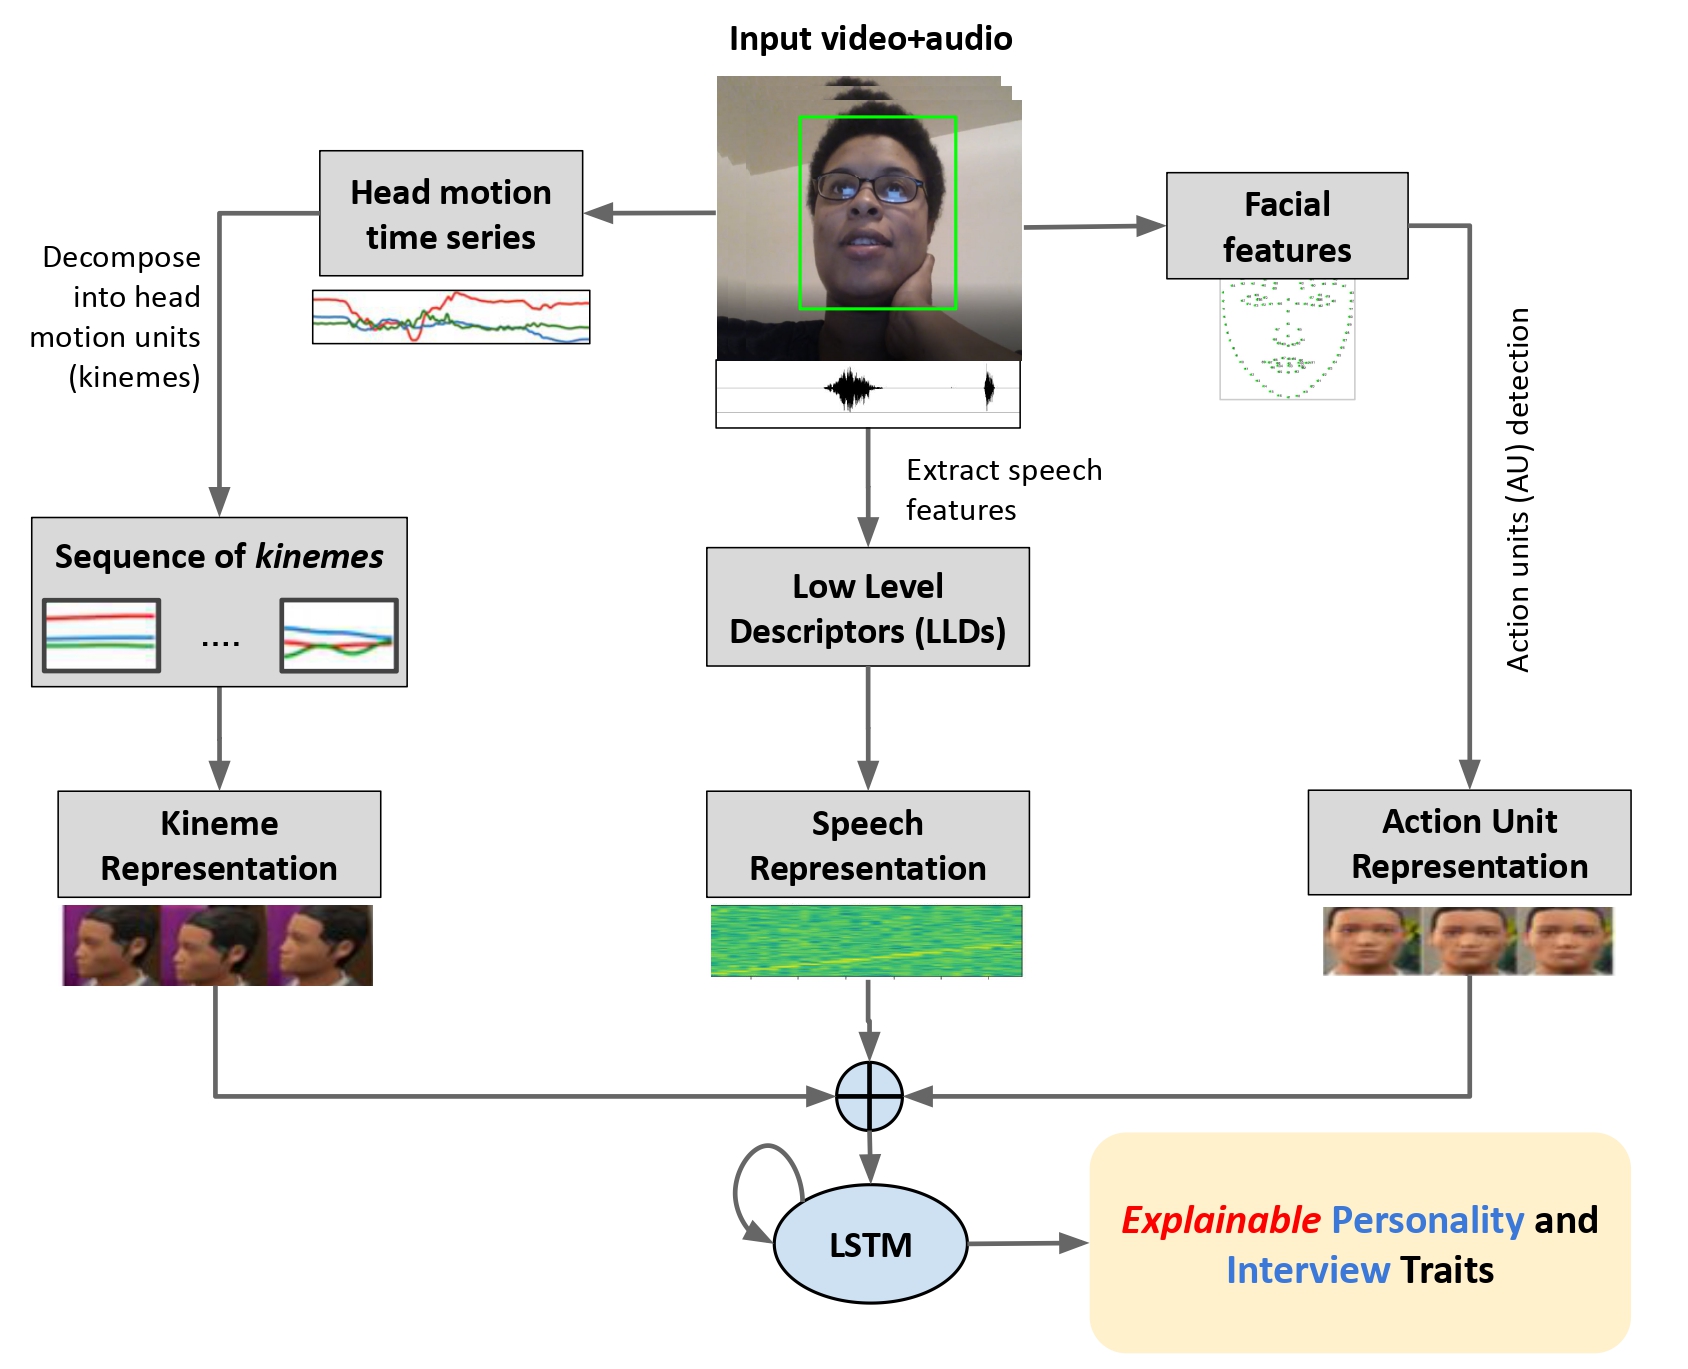 Input video+audio
Head motion
time series
Facial
features
Decompose
into head
motion units
(kinemes)
Action units (AU) detection
Extract speech
features
Sequence of kinemes
....
Low Level
Descriptors (LLDs)
Kineme
Representation
Speech
Representation
Action Unit
Representation
LSTM
Explainable Personality and
Interview Traits